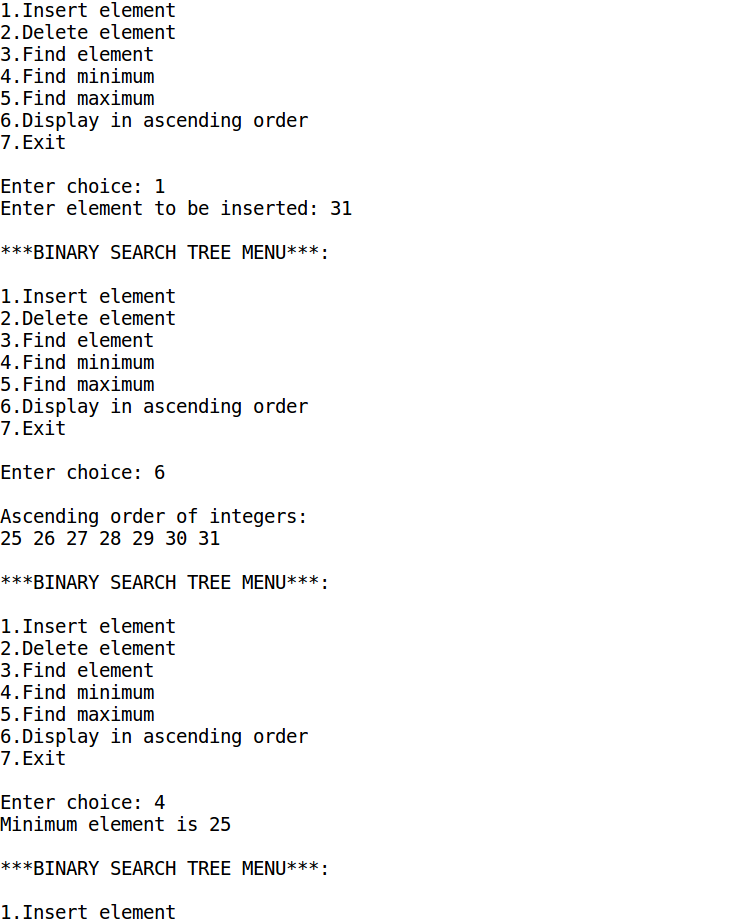 1.Insert element
2.Delete element
3.Find element
4.Find minimum
5.Find maximum
6.Display in ascending order
7.Exit
Enter choice: 1
Enter element to be inserted: 31
***BINARY SEARCH TREE MENU***:
1.Insert element
2.Delete element
3.Find element
4.Find minimum
5.Find maximum
6.Display in ascending order
7.Exit
Enter choice: 6
Ascending order of integers:
25 26 27 28 29 30 31
***BINARY SEARCH TREE MENU***:
1.Insert element
2.Delete element
3.Find element
4.Find minimum
5.Find maximum
6.Display in ascending order
7.Exit
Enter choice: 4
Minimum element is 25
***BINARY SEARCH TREE MENU***:
1.Insert element